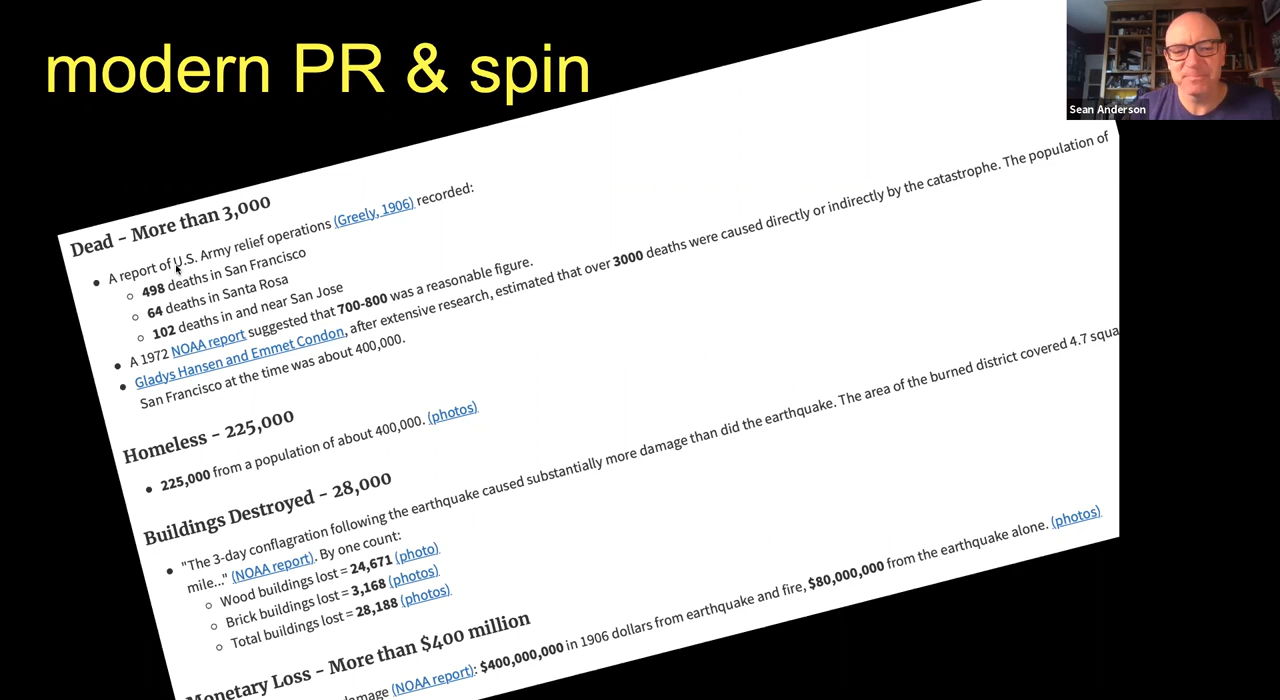 modern PR & spin
Sean Anderson
Dead - More than 3,000
A report of U.S. Army relief operations (Greely, 1906) recorded:
498 deaths in San Francisco
64 deaths in Santa Rosa
102 deaths in and near San Jose
A 1972 NOAA report suggested that 700-800 was a reasonable figure.
Gladys Hansen and Emmet Condon, after extensive research, estimated that over 3000 deaths were caused directly or indirectly by the catastrophe. The population of
San Francisco at the time was about 400,000.
Homeless - 225,000
225,000 from a population of about 400,000. (photos)
Buildings Destroyed - 28,000
"The 3-day conflagration following the earthquake caused substantially more damage than did the earthquake. The area of the burned district covered 4.7 squa
mile..." (NOAA report). By one count:
Wood buildings lost = 24,671 (photo)
Brick buildings lost = 3,168 (photos)
Total buildings lost = 28,188 (photos)
Monetary Loss - More than $400 million
damage (NOAA report): $400,000,000 in 1906 dollars from earthquake and fire, $80,000,000 from the earthquake alone. (photos)